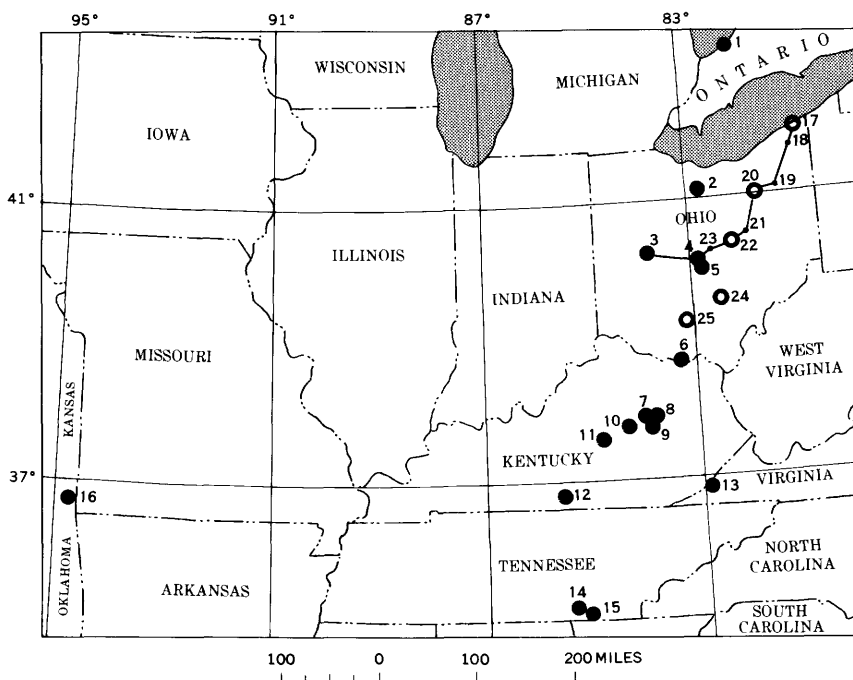 95° 91° 87° 83°
1
WISCONSIN
MICHIGAN
ONTARIO
IOWA
17
18
20 19
2
41°
OHIO
21
3 4 23 22
5
ILLINOIS
INDIANA
24
25
MISSOURI
6
WEST
VIRGINIA
KANSAS
7 8
10 9
11
KENTUCKY
37°
VIRGINIA
16 12 13
OKLAHOMA
TENNESSEE
NORTH
CAROLINA
ARKANSAS
14 15
SOUTH
CAROLINA
100 0 100 200 MILES